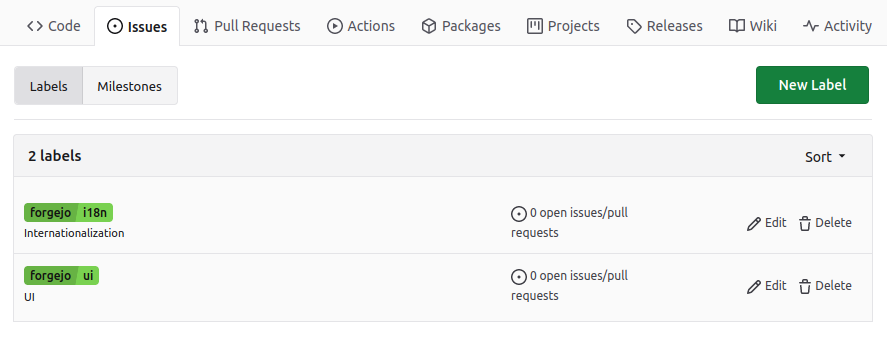 Code Issues Pull Requests Actions Packages Projects Releases Wiki Activity
Labels Milestones New Label
2 labels Sort
forgejo i18n
Internationalization
0 open issues/pull
requests
Edit Delete
forgejo ui
UI
0 open issues/pull
requests
Edit Delete